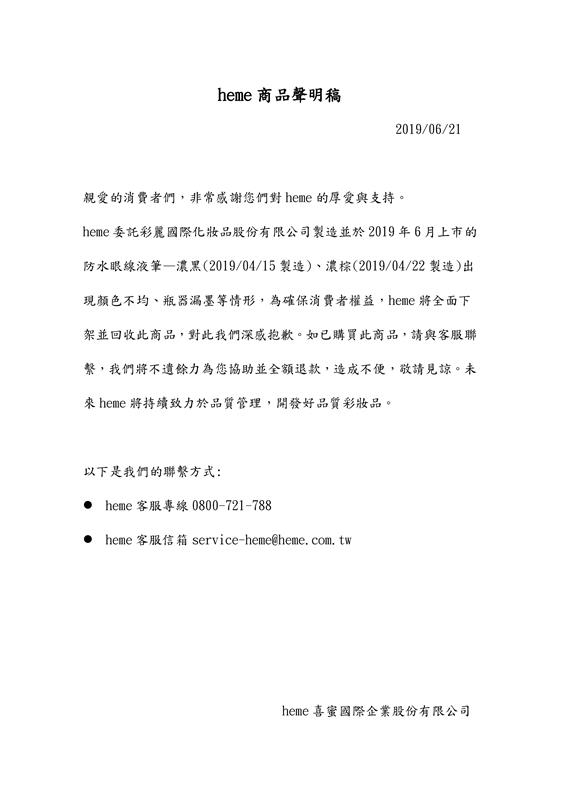 heme 商品聲明稿
2019/06/21
親愛的消費者們，非常感謝您們對 heme 的厚愛與支持。
heme 委託彩麗國際化妝品股份有限公司製造並於 2019 年 6 月上市的
防水眼線液筆—濃黑(2019/04/15 製造)、濃棕(2019/04/22 製造)出
現顏色不均、瓶器漏墨等情形，為確保消費者權益，heme 將全面下
架並回收此商品，對此我們深感抱歉。如已購買此商品，請與客服聯
繫，我們將不遺餘力為您協助並全額退款，造成不便，敬請見諒。未
來 heme 將持續致力於品質管理，開發好品質彩妝品。
以下是我們的聯繫方式:
● heme 客服專線 0800-721-788
● heme 客服信箱 service-heme@heme.com.tw
heme 喜蜜國際企業股份有限公司